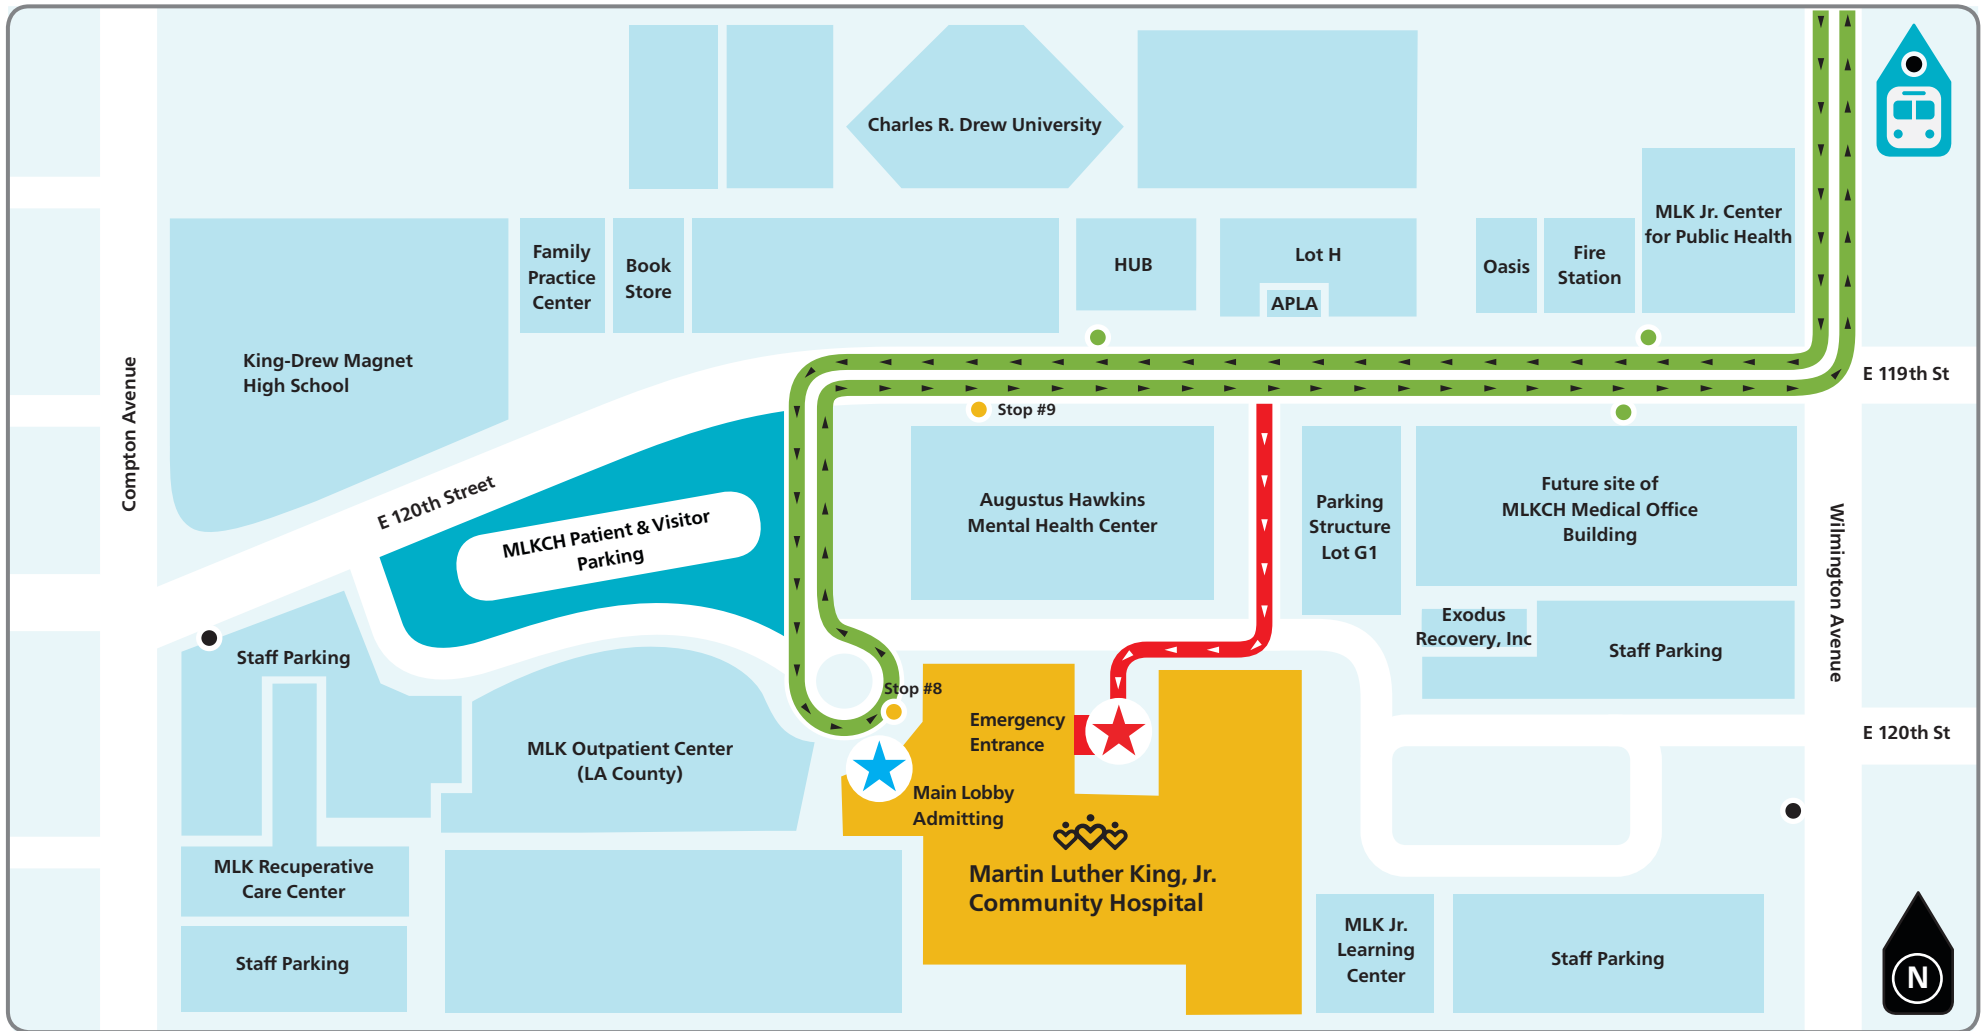 Charles R. Drew University
MLK Jr. Center
for Public Health
Family
Practice
Center
Book
Store
HUB
Lot H
APLA
Oasis
Fire
Station
King-Drew Magnet
High School
Compton Avenue
E 119th St
Stop #9
E 120th Street
MLKCH Patient & Visitor
Parking
Augustus Hawkins
Mental Health Center
Parking
Structure
Lot G1
Future site of
MLKCH Medical Office
Building
Wilmington Avenue
Exodus
Recovery, Inc
Staff Parking
Staff Parking
Stop #8
Emergency
Entrance
E 120th St
MLK Outpatient Center
(LA County)
Main Lobby
Admitting
Martin Luther King, Jr.
Community Hospital
MLK Recuperative
Care Center
Staff Parking
MLK Jr.
Learning
Center
Staff Parking
N